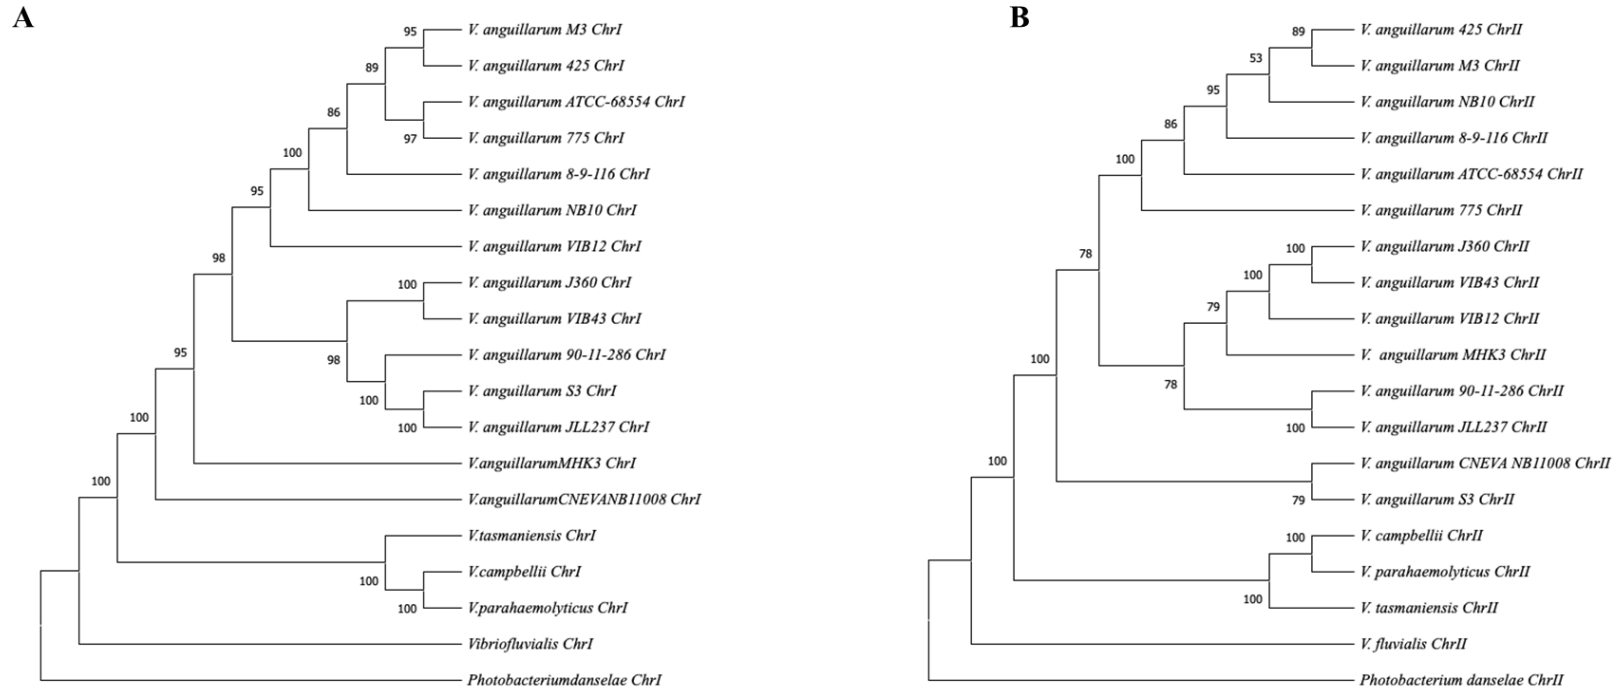 A
V. anguillarum M3 ChrI
V. anguillarum 425 ChrI
V. anguillarum ATCC-68554 ChrI
V. anguillarum 775 ChrI
V. anguillarum 8-9-116 ChrI
V. anguillarum NB10 ChrI
V. anguillarum VIB12 ChrI
V. anguillarum J360 ChrI
V. anguillarum VIB43 ChrI
V. anguillarum 90-11-286 ChrI
V. anguillarum S3 ChrI
V. anguillarum JLL237 ChrI
V.anguillarumMHK3 ChrI
V.anguillarumCNEVANB11008 ChrI
V.tasmaniensis ChrI
V.campbellii ChrI
V.parahaemolyticus ChrI
Vibriofluvialis ChrI
Photobacteriumdanselae ChrI
95
89
97
86
100
95
98
100
98
100
100
95
100
100
100
100
B
V. anguillarum 425 ChrII
V. anguillarum M3 ChrII
V. anguillarum NB10 ChrII
V. anguillarum 8-9-116 ChrII
V. anguillarum ATCC-68554 ChrII
V. anguillarum 775 ChrII
V. anguillarum J360 ChrII
V. anguillarum VIB43 ChrII
V. anguillarum VIB12 ChrII
V. anguillarum MHK3 ChrII
V. anguillarum 90-11-286 ChrII
V. anguillarum JLL237 ChrII
V. anguillarum CNEVA NB11008 ChrII
V. anguillarum S3 ChrII
V. campbellii ChrII
V. parahaemolyticus ChrII
V. tasmaniensis ChrII
V. fluvialis ChrII
Photobacterium danselae ChrII
89
53
95
86
100
78
100
100
79
78
100
100
79
100
100
100